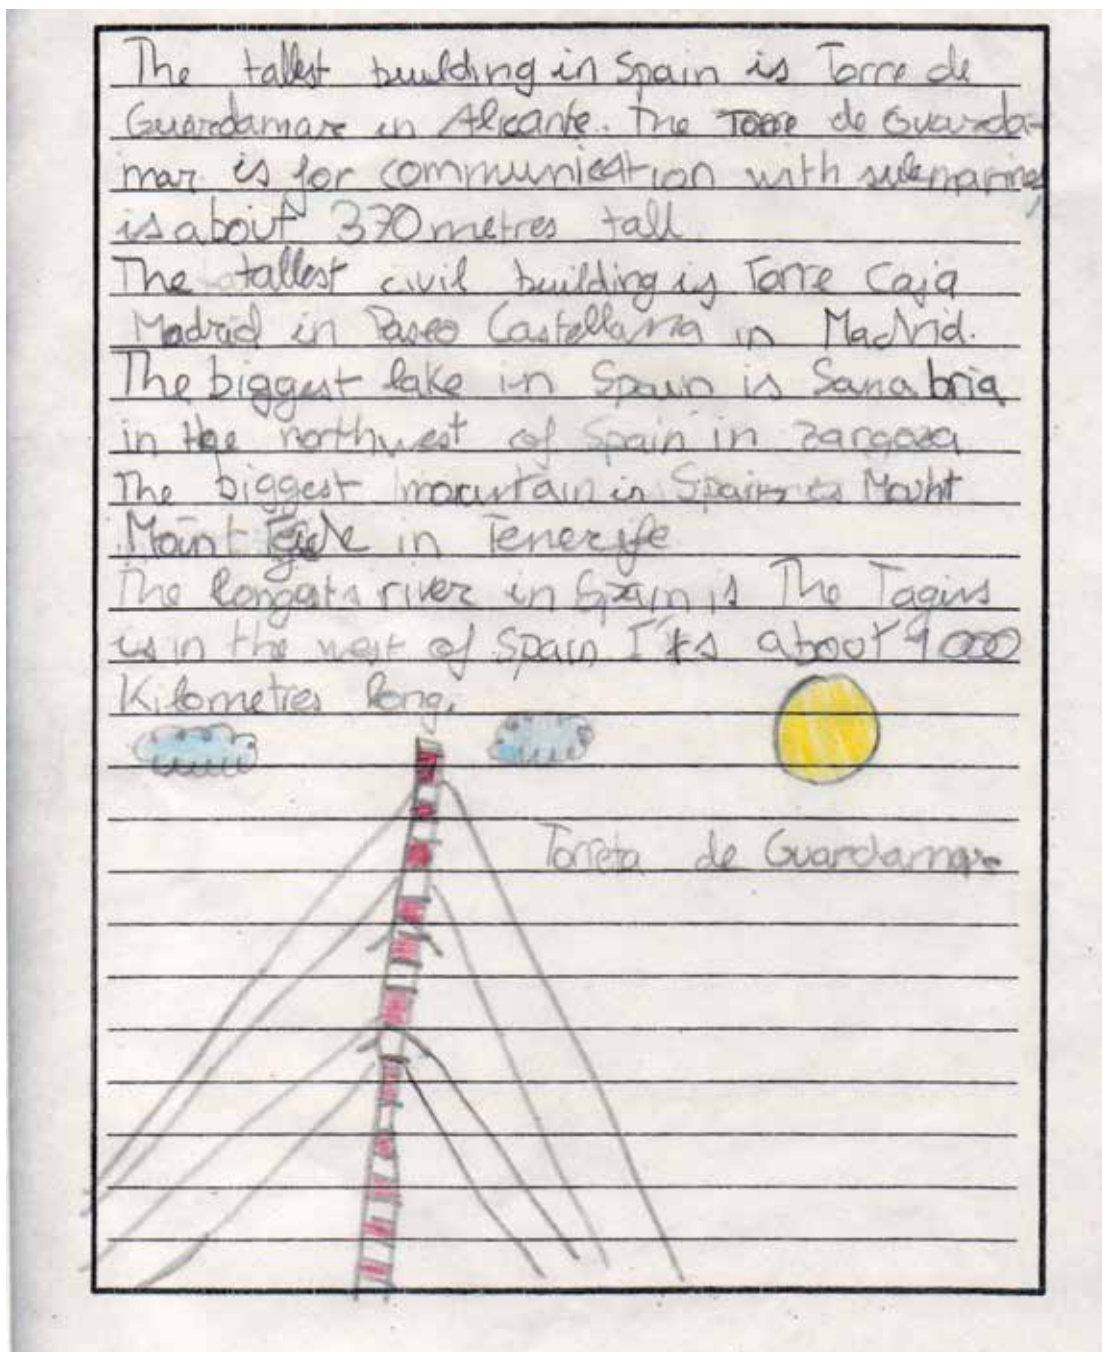 The tallest building in Spain is Torre de
Guardamare in Alicante. The Torre de Guarda-
mar is for communication with submarines,
is about 370 metres tall
The tallest civil building is Torre Caja
Madrid in Paseo Castellana in Madrid.
The biggest lake in Spain is Sanabria
in the northwest of Spain in zargoza
The biggest mountain in Spain is Mount
Mount Teide in Tenerife
The longats river in Spain is The Tagus
is in the west of Spain It's about 1000
Kilometres long,
Torreta de Guardamare